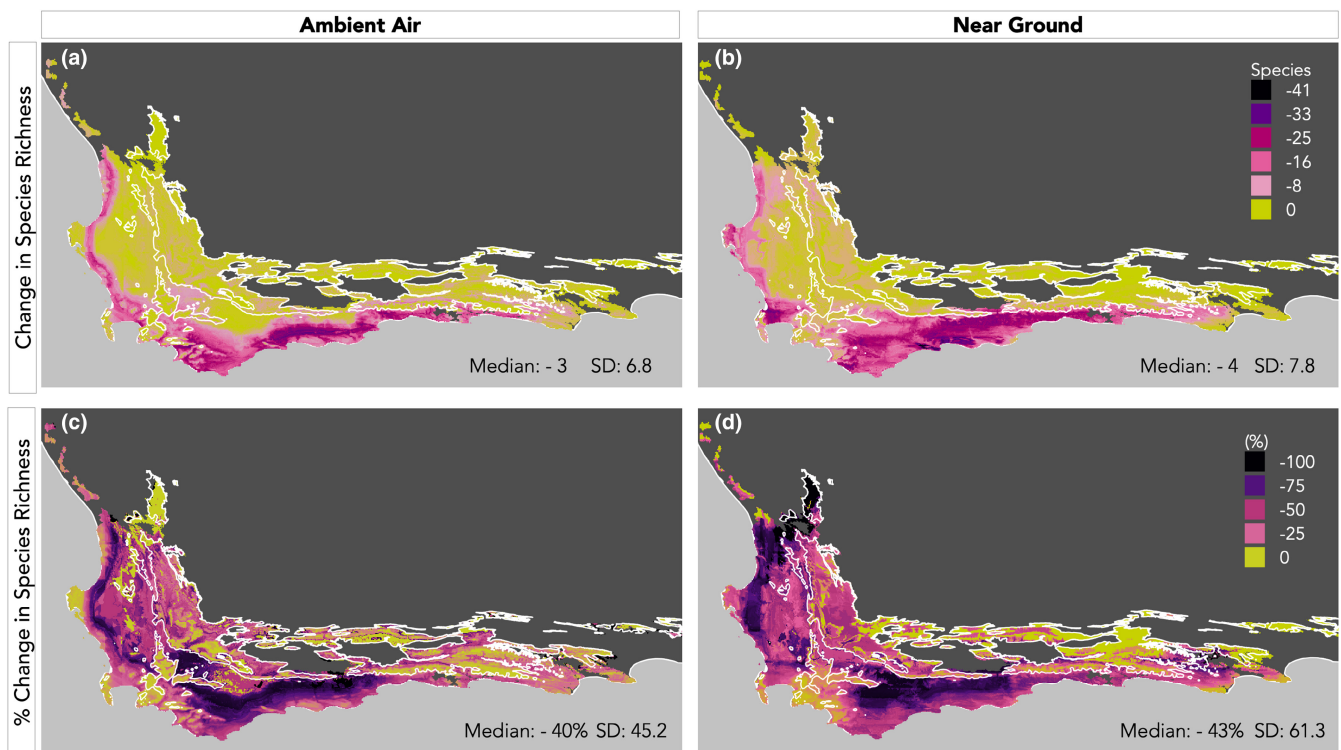 Ambient Air
Near Ground
Change in Species Richness
(a)
Median: - 3 SD: 6.8
(b)
Species
-41
-33
-25
-16
-8
0
Median: - 4 SD: 7.8
% Change in Species Richness
(c)
Median: - 40% SD: 45.2
(d)
(%)
-100
-75
-50
-25
0
Median: - 43% SD: 61.3